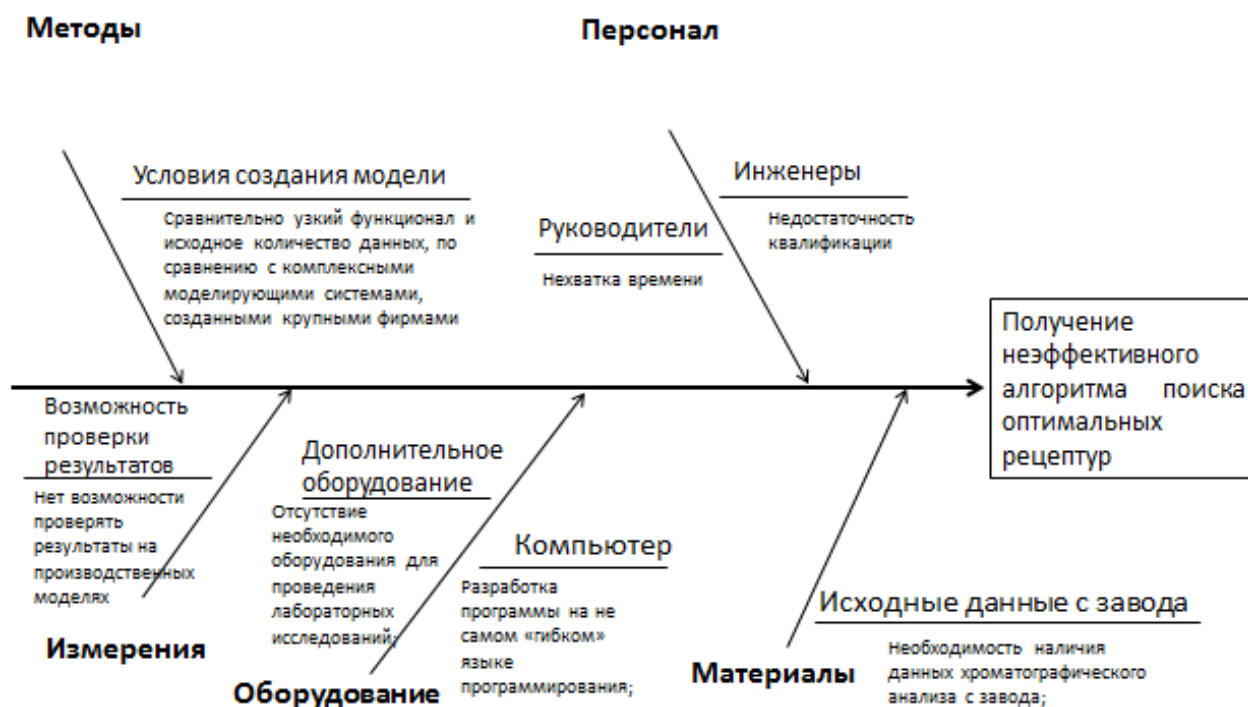 Методы
Персонал
Условия создания модели
Сравнительно узкий функционал и
исходное количество данных, по
сравнению с комплексными
моделирующими системами,
созданными крупными фирмами
Руководители
Нехватка времени
Инженеры
Недостаточность
квалификации
Получение
неэффективного
алгоритма поиска
оптимальных
рецептур
Возможность
проверки
результатов
Нет возможности
проверять
результаты на
производственных
моделях
Измерения
Дополнительное
оборудование
Отсутствие
необходимого
оборудования для
проведения
лабораторных
исследований;
Оборудование
Компьютер
Разработка
программы на не
самом «гибком»
языке
программирования;
Материалы
Исходные данные с завода
Необходимость наличия
данных хроматографического
анализа с завода;